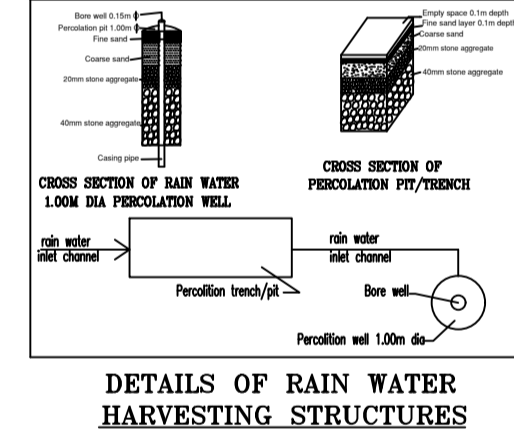 Bore well 0.15m ϕ
Percolation pit 1.00m ϕ
Fine sand
Coarse sand
20mm stone aggregate
40mm stone aggregate
Casing pipe
CROSS SECTION OF RAIN WATER
1.00M DIA PERCOLATION WELL
Empty space 0.1m depth
Fine sand layer 0.1m depth
Coarse sand
20mm stone aggregate
40mm stone aggregate
CROSS SECTION OF
PERCOLATION PIT/TRENCH
rain water
inlet channel
Percolition trench/pit
rain water
inlet channel
Bore well
Percolition well 1.00m dia
DETAILS OF RAIN WATER
HARVESTING STRUCTURES